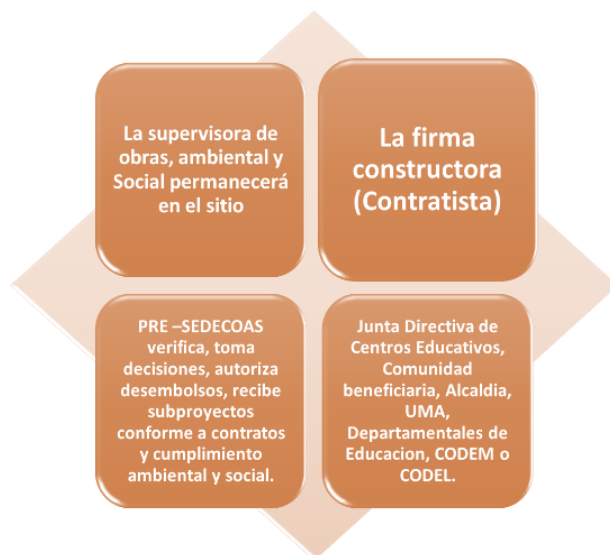 La supervisora de
obras, ambiental y
Social permanecerá
en el sitio
La firma
constructora
(Contratista)
PRE –SEDECOAS
verifica, toma
decisiones, autoriza
desembolsos, recibe
subproyectos
conforme a contratos
y cumplimiento
ambiental y social.
Junta Directiva de
Centros Educativos,
Comunidad
beneficiaria, Alcaldía,
UMA,
Departamentales de
Educacion, CODEM o
CODEL.